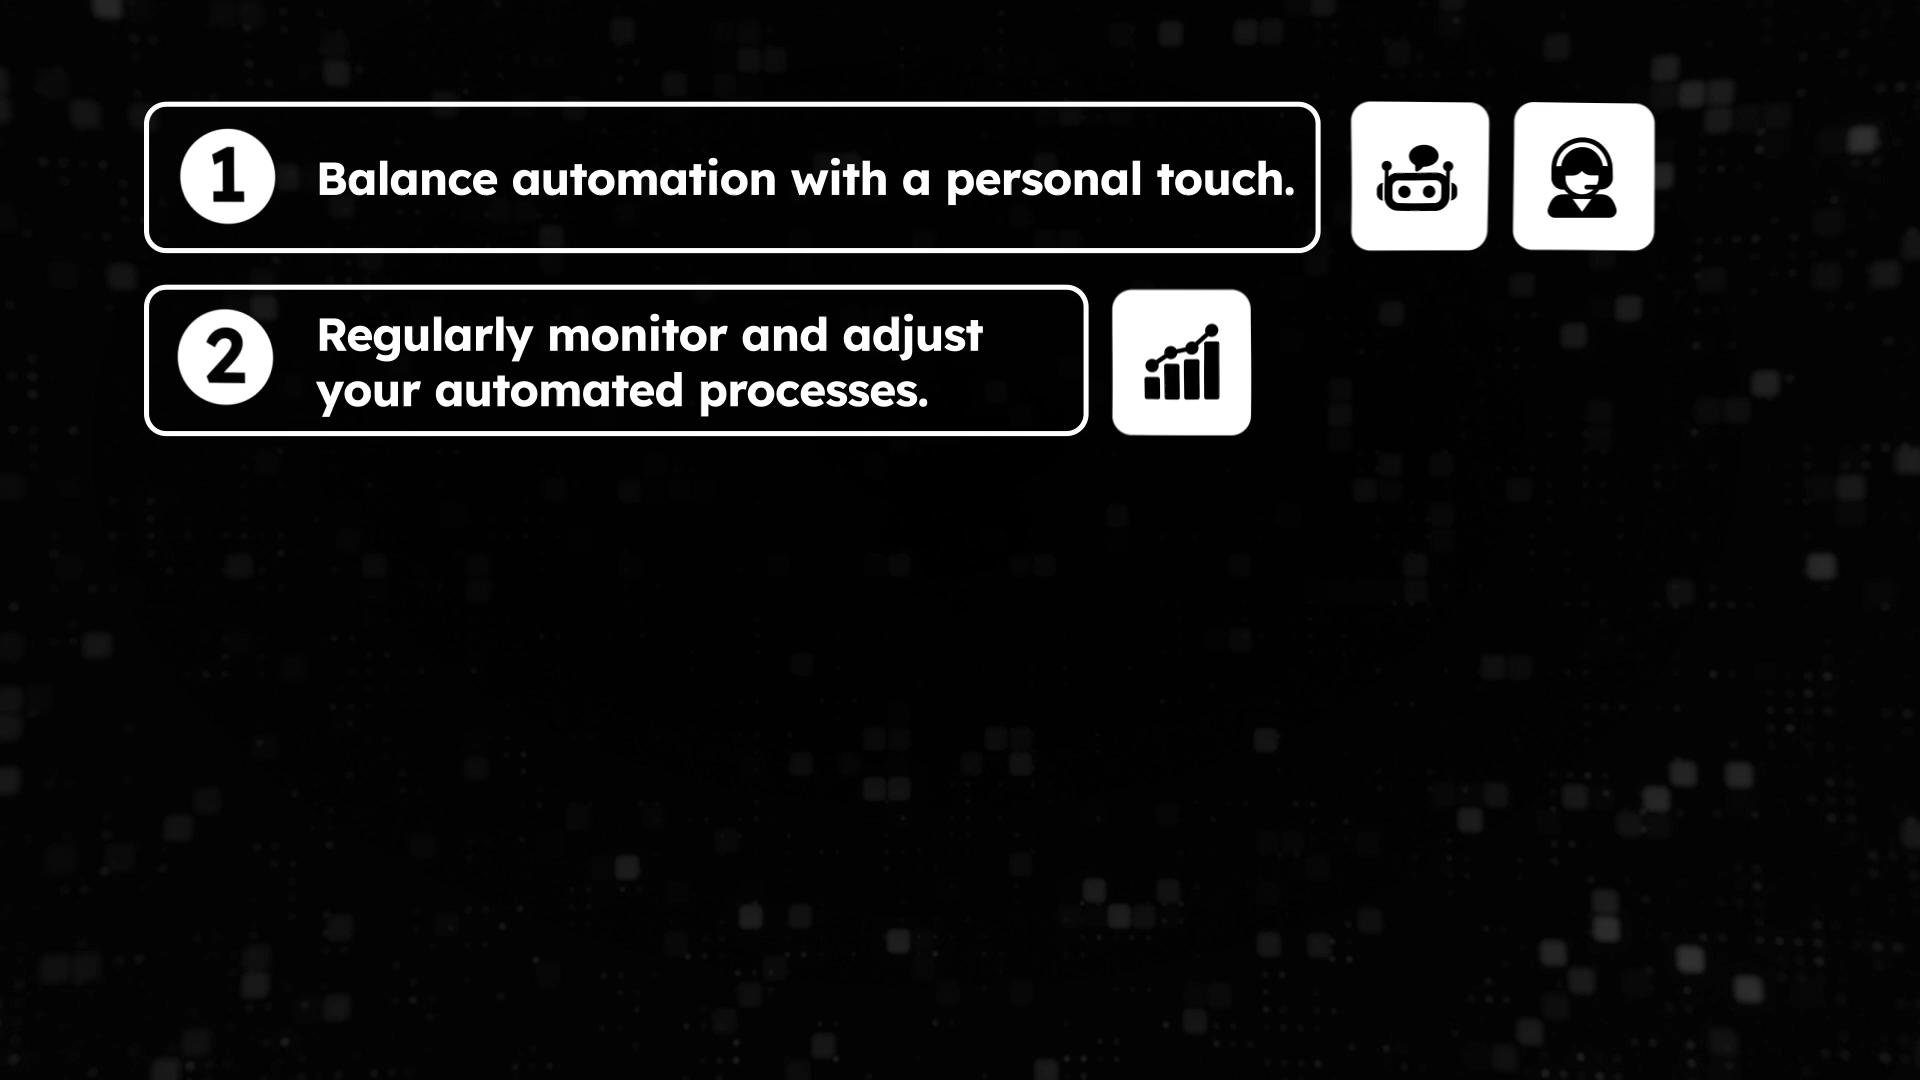 1 Balance automation with a personal touch.
2 Regularly monitor and adjust
your automated processes.